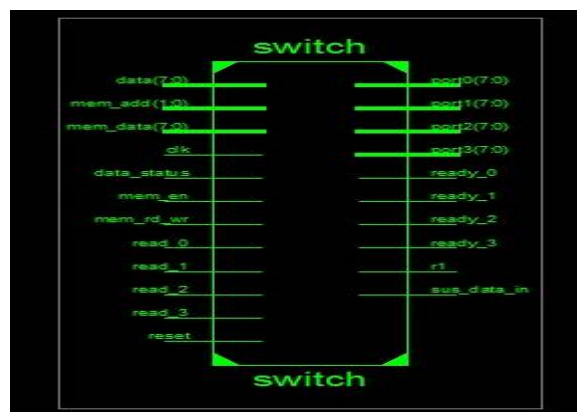 switch
data(7:0)
mem_add(1:0)
mem_data(7:0)
clk
data_status
mem_en
mem_rd_wr
read_0
read_1
read_2
read_3
reset
port0(7:0)
port1(7:0)
port2(7:0)
port3(7:0)
ready_0
ready_1
ready_2
ready_3
r1
sus_data_in
switch